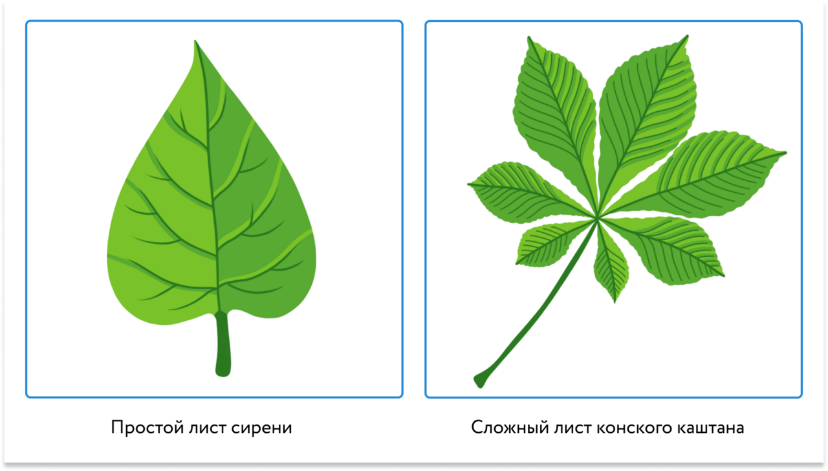 Простой лист сирени
Сложный лист конского каштана